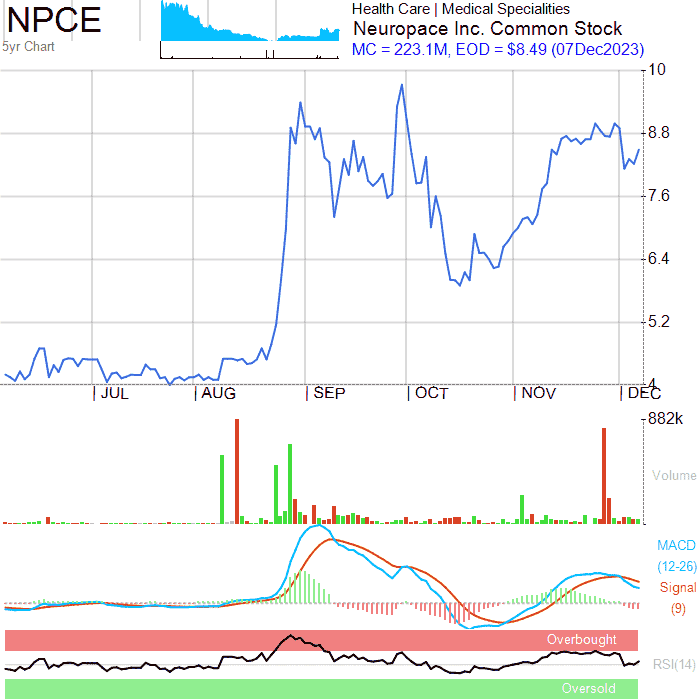 NPCE
5yr Chart
Health Care | Medical Specialities
Neuropace Inc. Common Stock
MC = 223.1M, EOD = $8.49 (07Dec2023)
10
8.8
7.6
6.4
5.2
4
JUL AUG SEP OCT NOV DEC
882k
Volume
MACD
(12-26)
Signal
(9)
Overbought
RSI(14)
Oversold